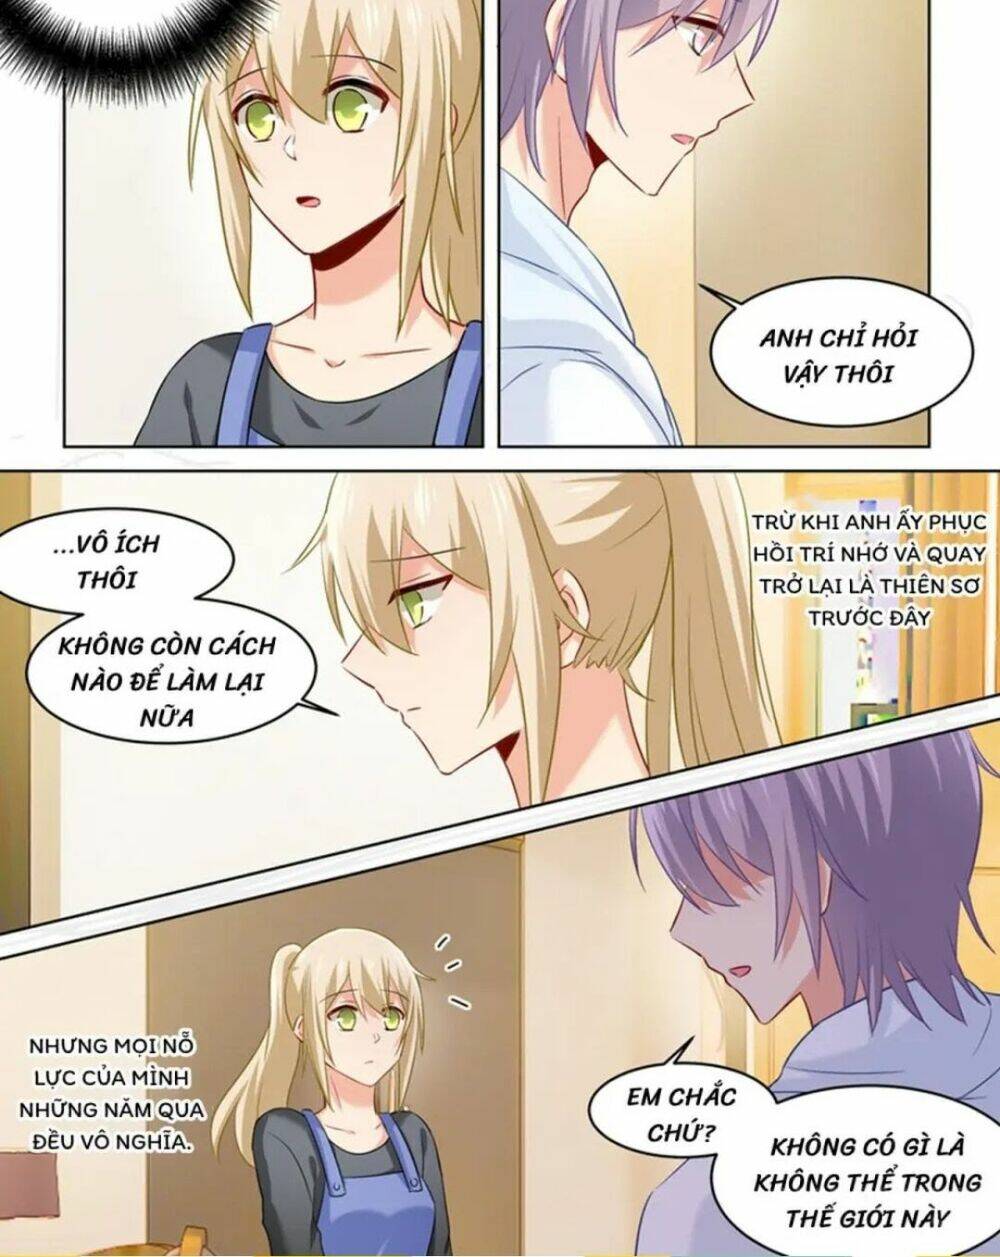 ANH CHỈ HỎI
VẬY THÔI
...VÔ ÍCH
THÔI
KHÔNG CÒN CÁCH
NÀO ĐỂ LÀM LẠI
NỮA
TRỪ KHI ANH ẤY PHỤC
HỒI TRÍ NHỚ VÀ QUAY
TRỞ LẠI LÀ THIÊN SƠ
TRƯỚC ĐÂY
NHƯNG MỌI NỖ
LỰC CỦA MÌNH
NHỮNG NĂM QUA
ĐỀU VÔ NGHĨA.
EM CHẮC
CHỨ?
KHÔNG CÓ GÌ LÀ
KHÔNG THỂ TRONG
THẾ GIỚI NÀY